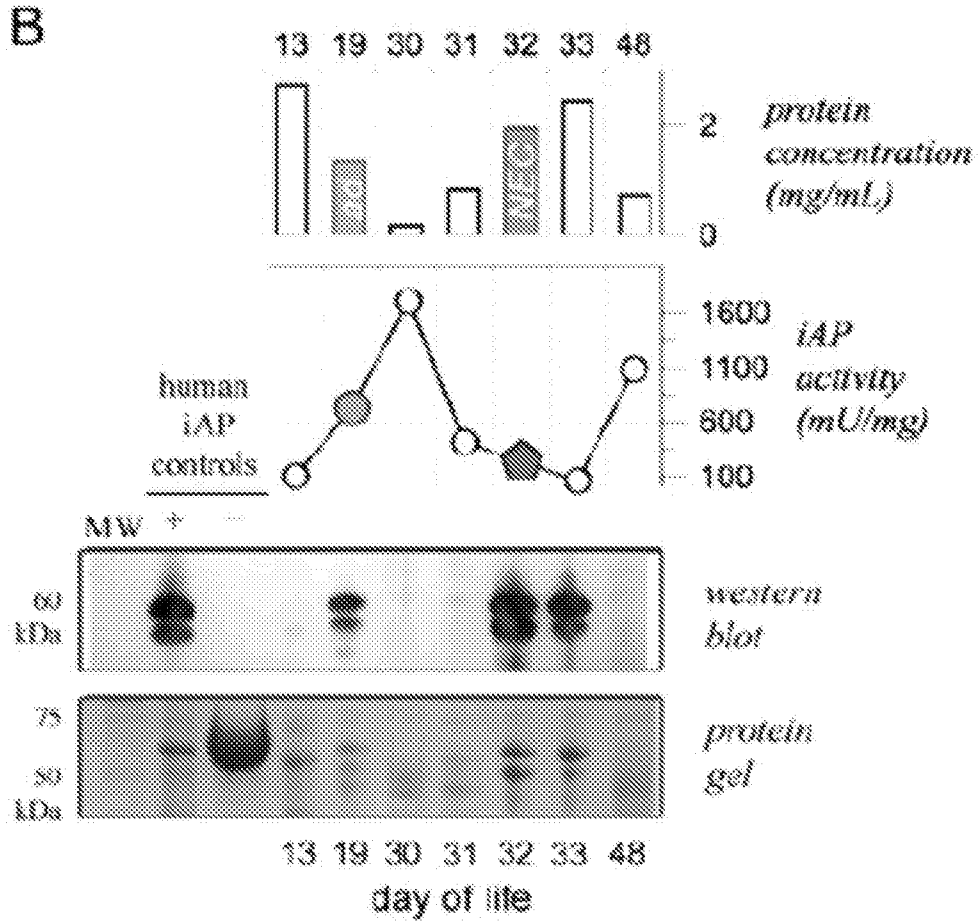 B
13 19 30 31 32 33 48
2
0
protein
concentration
(mg/mL)
1600
1100
600
100
iAP
activity
(mU/mg)
human
iAP
controls
MW + −
60
kDa
western
blot
75
50
kDa
protein
gel
13 19 30 31 32 33 48
day of life